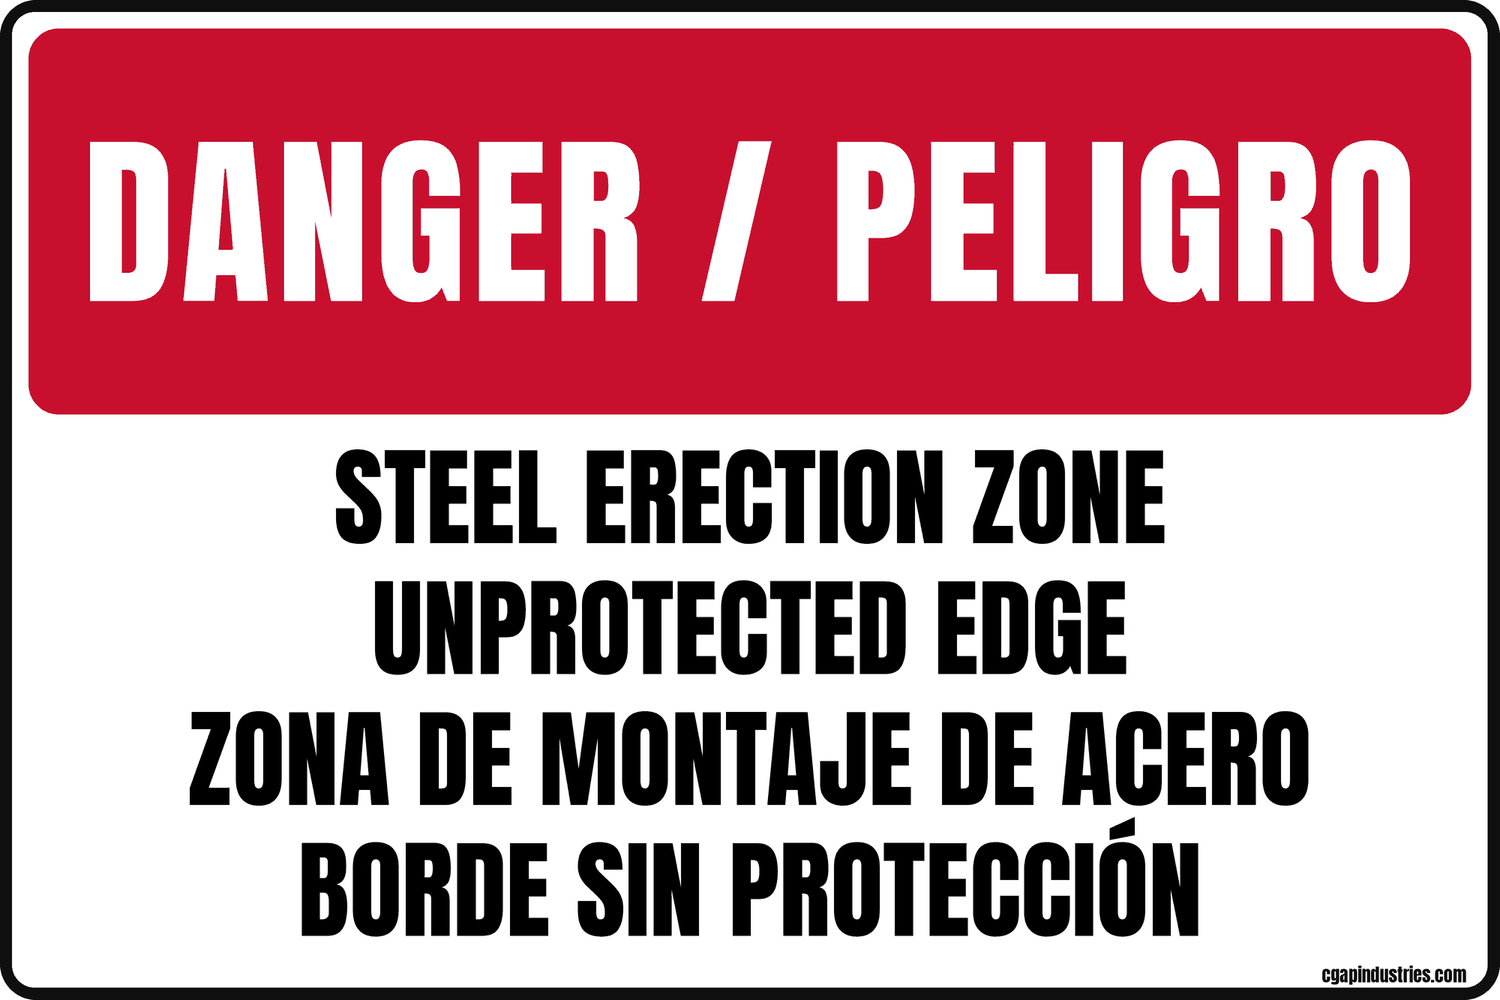 DANGER / PELIGRO
STEEL ERECTION ZONE
UNPROTECTED EDGE
ZONA DE MONTAJE DE ACERO
BORDE SIN PROTECCIÓN
cgapindustries.com